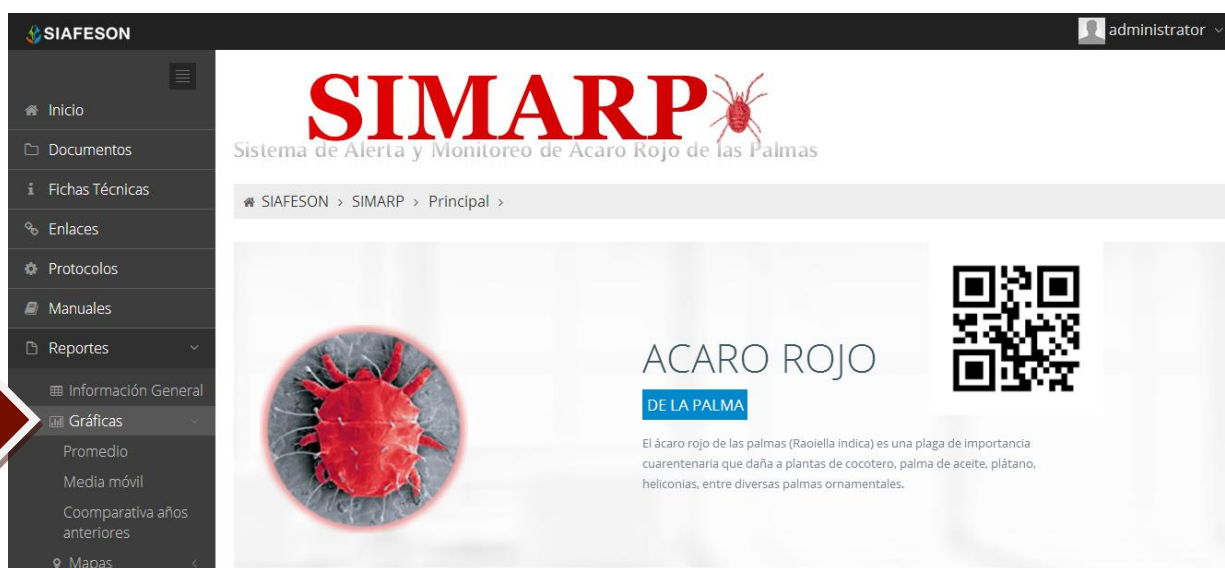 SIAFESON
administrator
Inicio
Documentos
Fichas Técnicas
Enlaces
Protocolos
Manuales
Reportes
Información General
Gráficas
Promedio
Media móvil
Coomparativa años
anteriores
Mapas
SIMARP
Sistema de Alerta y Monitoreo de Acaro Rojo de las Palmas
SIAFESON > SIMARP > Principal >
ACARO ROJO
DE LA PALMA
El ácaro rojo de las palmas (Raoiella indica) es una plaga de importancia
cuarentenaria que daña a plantas de cocotero, palma de aceite, plátano,
heliconias, entre diversas palmas ornamentales.